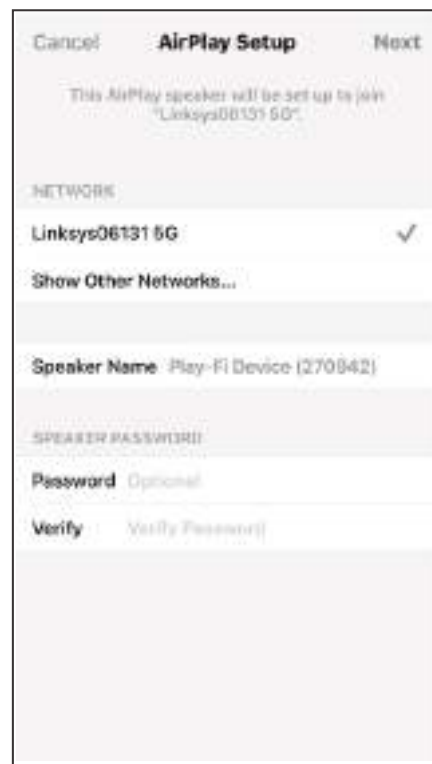 Cancel AirPlay Setup Next
This AirPlay speaker will be set up to join
"Linksys06131 5G".
NETWORK
Linksys06131 5G
Show Other Networks...
Speaker Name Play-Fi Device (270942)
SPEAKER PASSWORD
Password Optional
Verify Verify Password